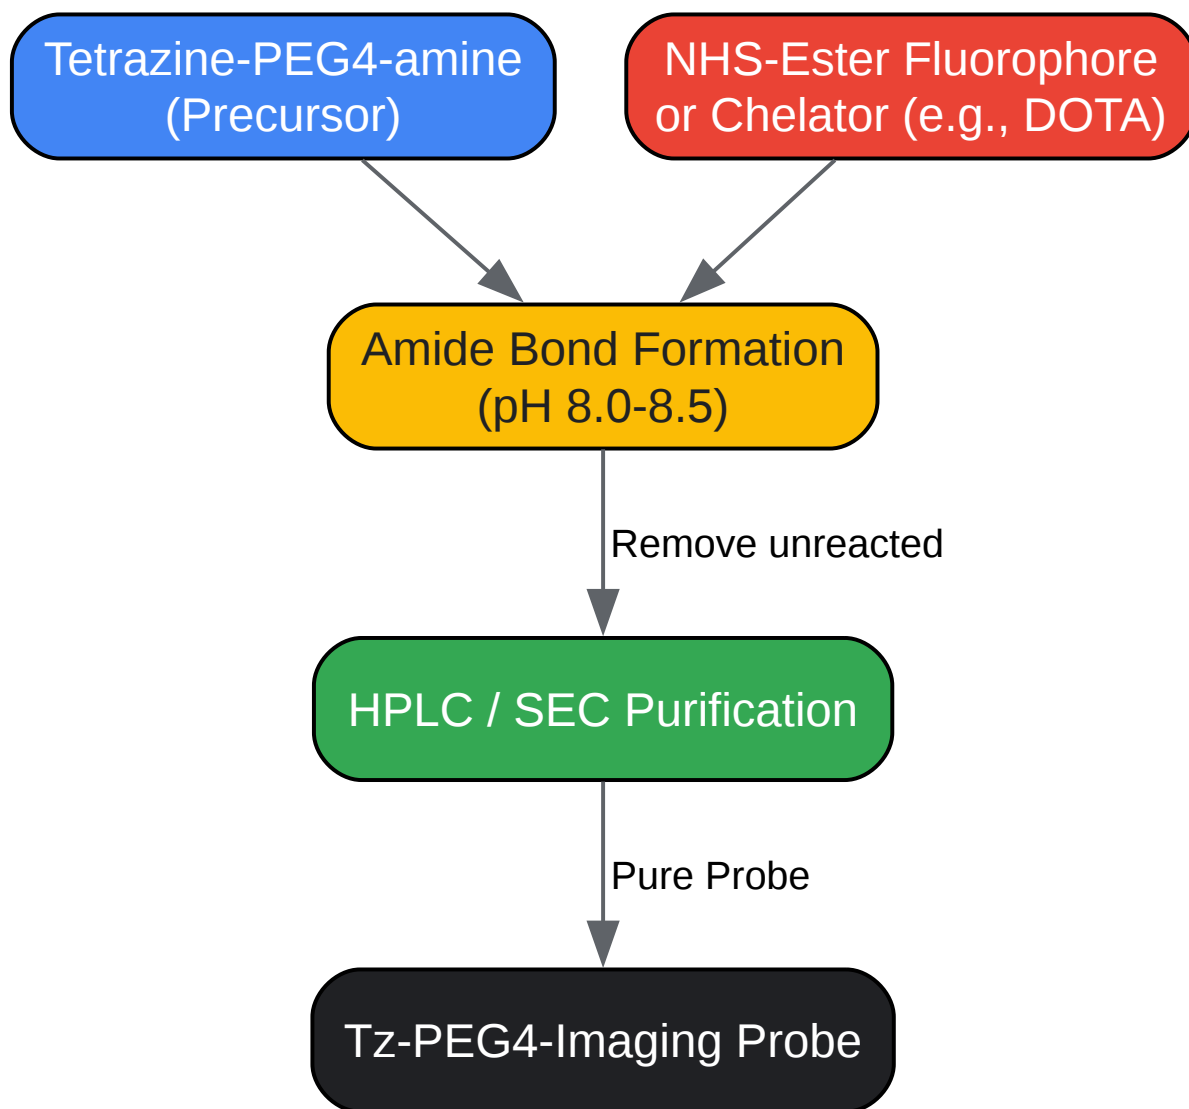 Tetrazine-PEG4-amine
(Precursor)
NHS-Ester Fluorophore
or Chelator (e.g., DOTA)
Amide Bond Formation
(pH 8.0-8.5)
Remove unreacted
HPLC / SEC Purification
Pure Probe
Tz-PEG4-Imaging Probe